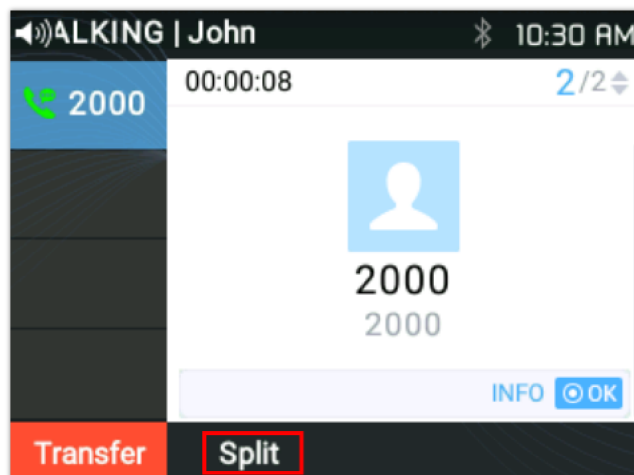 ALKING | John 10:30 AM
2000
00:00:08 2/2
2000
2000
INFO OK
Transfer Split